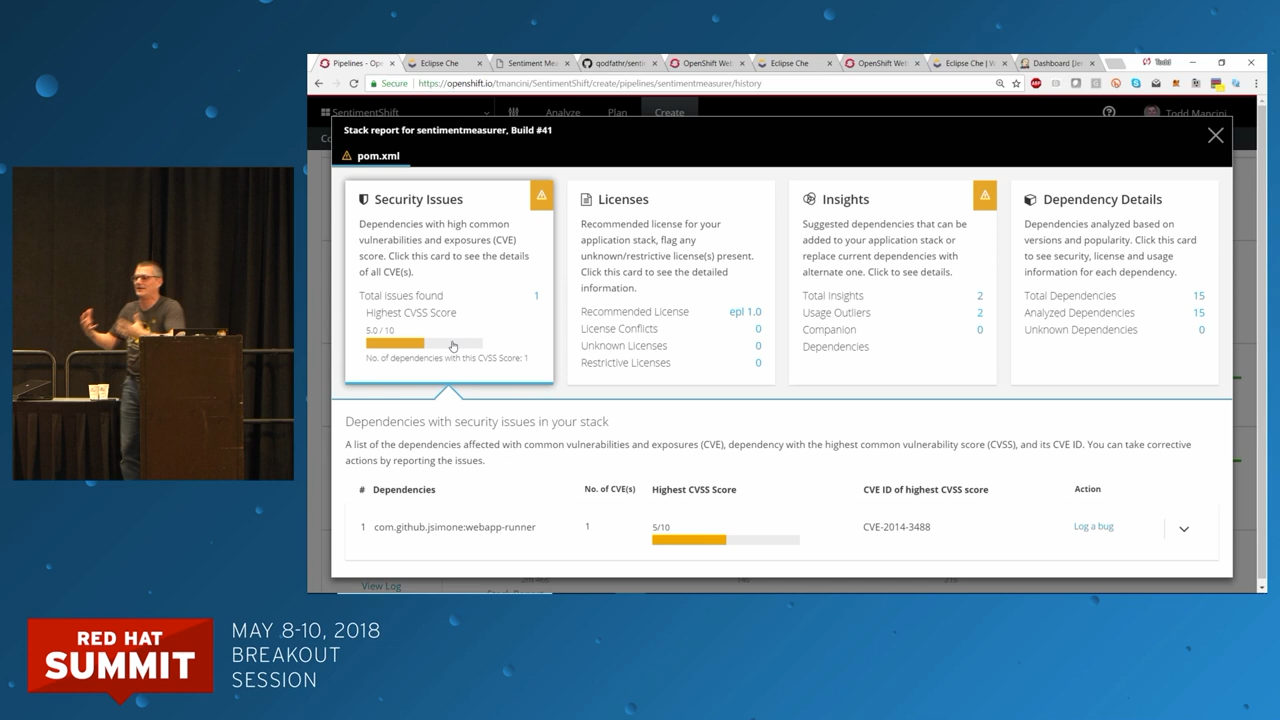 Pipelines - Ope
Eclipse Che
Sentiment Mea
qodfathr/senti
OpenShift Web
Eclipse Che
OpenShift Web
Eclipse Che | W
Dashboard [Je
Todd
Secure
https://openshift.io/tmancini/SentimentShift/create/pipelines/sentimentmeasurer/history
SentimentShift
Analyze
Plan
Create
Todd Mancini
Stack report for sentimentmeasurer, Build #41
pom.xml
Security Issues
Dependencies with high common
vulnerabilities and exposures (CVE)
score. Click this card to see the details
of all CVE(s).
Total issues found 1
Highest CVSS Score
5.0 / 10
No. of dependencies with this CVSS Score: 1
Licenses
Recommended license for your
application stack, flag any
unknown/restrictive license(s) present.
Click this card to see the detailed
information.
Recommended License epl 1.0
License Conflicts 0
Unknown Licenses 0
Restrictive Licenses 0
Insights
Suggested dependencies that can be
added to your application stack or
replace current dependencies with
alternate one. Click to see details.
Total Insights 2
Usage Outliers 2
Companion 0
Dependencies
Dependency Details
Dependencies analyzed based on
versions and popularity. Click this card
to see security, license and usage
information for each dependency.
Total Dependencies 15
Analyzed Dependencies 15
Unknown Dependencies 0
Dependencies with security issues in your stack
A list of the dependencies affected with common vulnerabilities and exposures (CVE), dependency with the highest common vulnerability score (CVSS), and its CVE ID. You can take corrective
actions by reporting the issues.
# Dependencies No. of CVE(s) Highest CVSS Score CVE ID of highest CVSS score Action
1 com.github.jsimone:webapp-runner 1 5/10 CVE-2014-3488 Log a bug
View Log
RED HAT
SUMMIT
MAY 8-10, 2018
BREAKOUT
SESSION